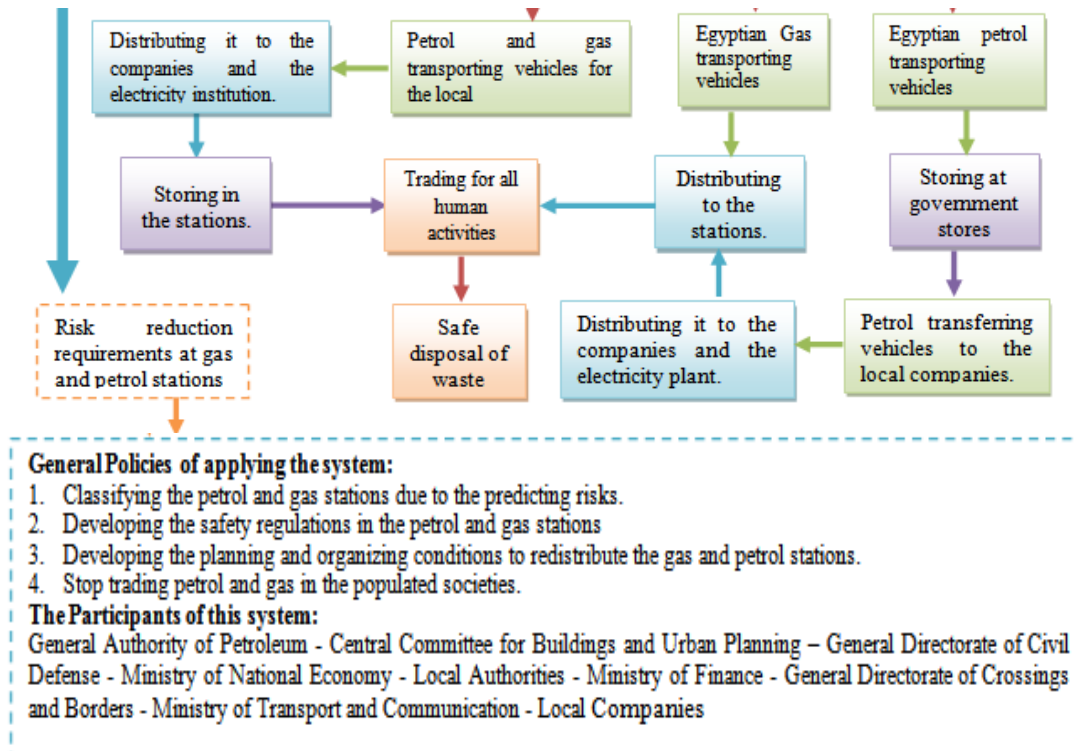 Distributing it to the
companies and the
electricity institution.
Petrol and gas
transporting vehicles for
the local
Egyptian Gas
transporting
vehicles
Egyptian petrol
transporting
vehicles
Storing in
the stations.
Trading for all
human
activities
Distributing
to the
stations.
Storing at
government
stores
Risk reduction
requirements at gas
and petrol stations
Safe
disposal of
waste
Distributing it to the
companies and the
electricity plant.
Petrol transferring
vehicles to the
local companies.
General Policies of applying the system:
1. Classifying the petrol and gas stations due to the predicting risks.
2. Developing the safety regulations in the petrol and gas stations
3. Developing the planning and organizing conditions to redistribute the gas and petrol stations.
4. Stop trading petrol and gas in the populated societies.
The Participants of this system:
General Authority of Petroleum - Central Committee for Buildings and Urban Planning – General Directorate of Civil
Defense - Ministry of National Economy - Local Authorities - Ministry of Finance - General Directorate of Crossings
and Borders - Ministry of Transport and Communication - Local Companies